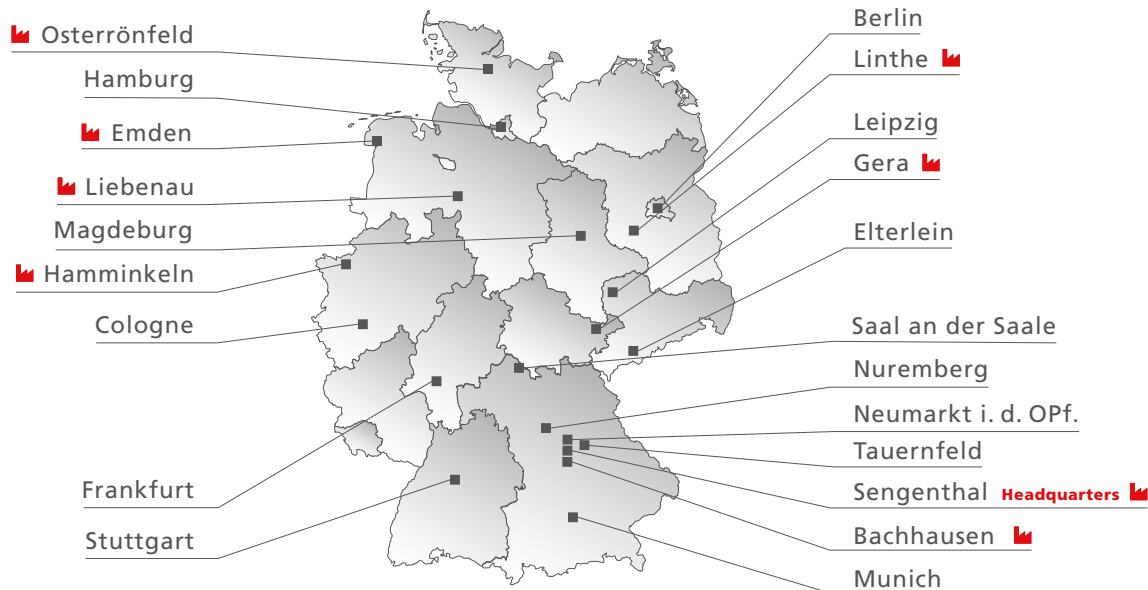 Osterrönfeld
Hamburg
Emden
Liebenau
Magdeburg
Hamminkeln
Cologne
Frankfurt
Stuttgart
Berlin
Linthe
Leipzig
Gera
Elterlein
Saal an der Saale
Nuremberg
Neumarkt i. d. OPf.
Tauernfeld
Sengenthal Headquarters
Bachhausen
Munich